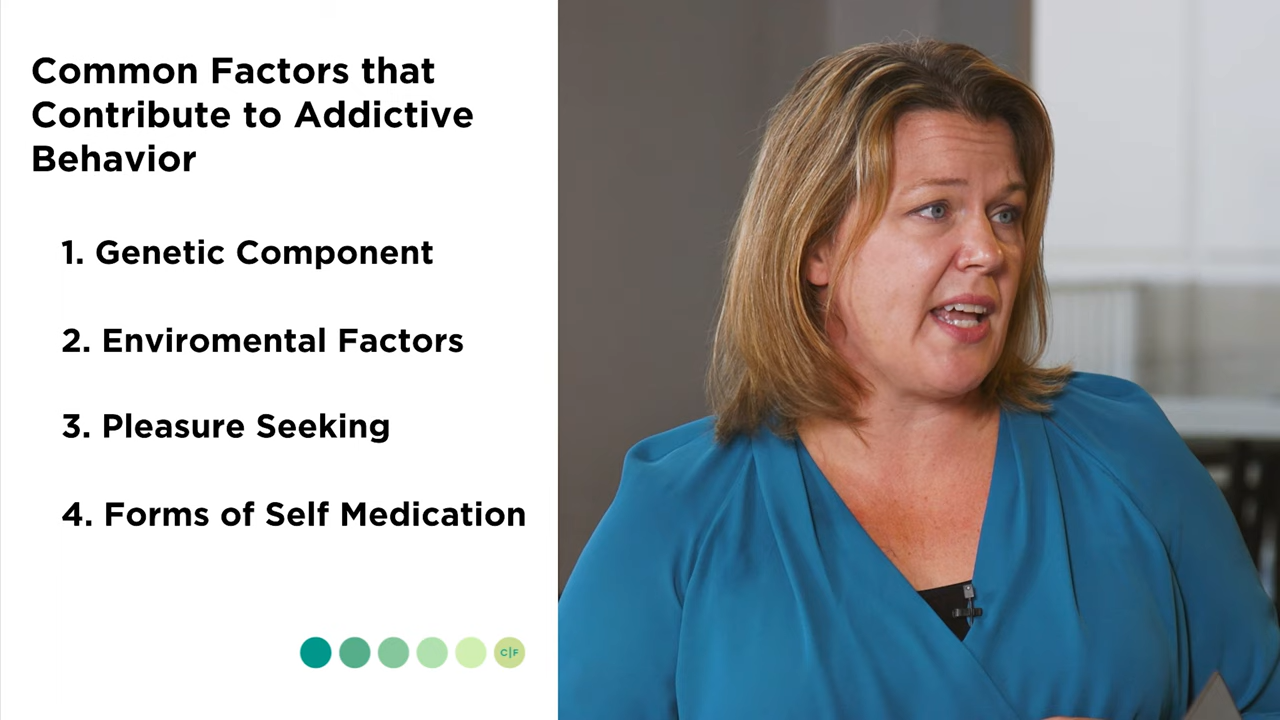 Common Factors that
Contribute to Addictive
Behavior
1. Genetic Component
2. Enviromental Factors
3. Pleasure Seeking
4. Forms of Self Medication
C|F